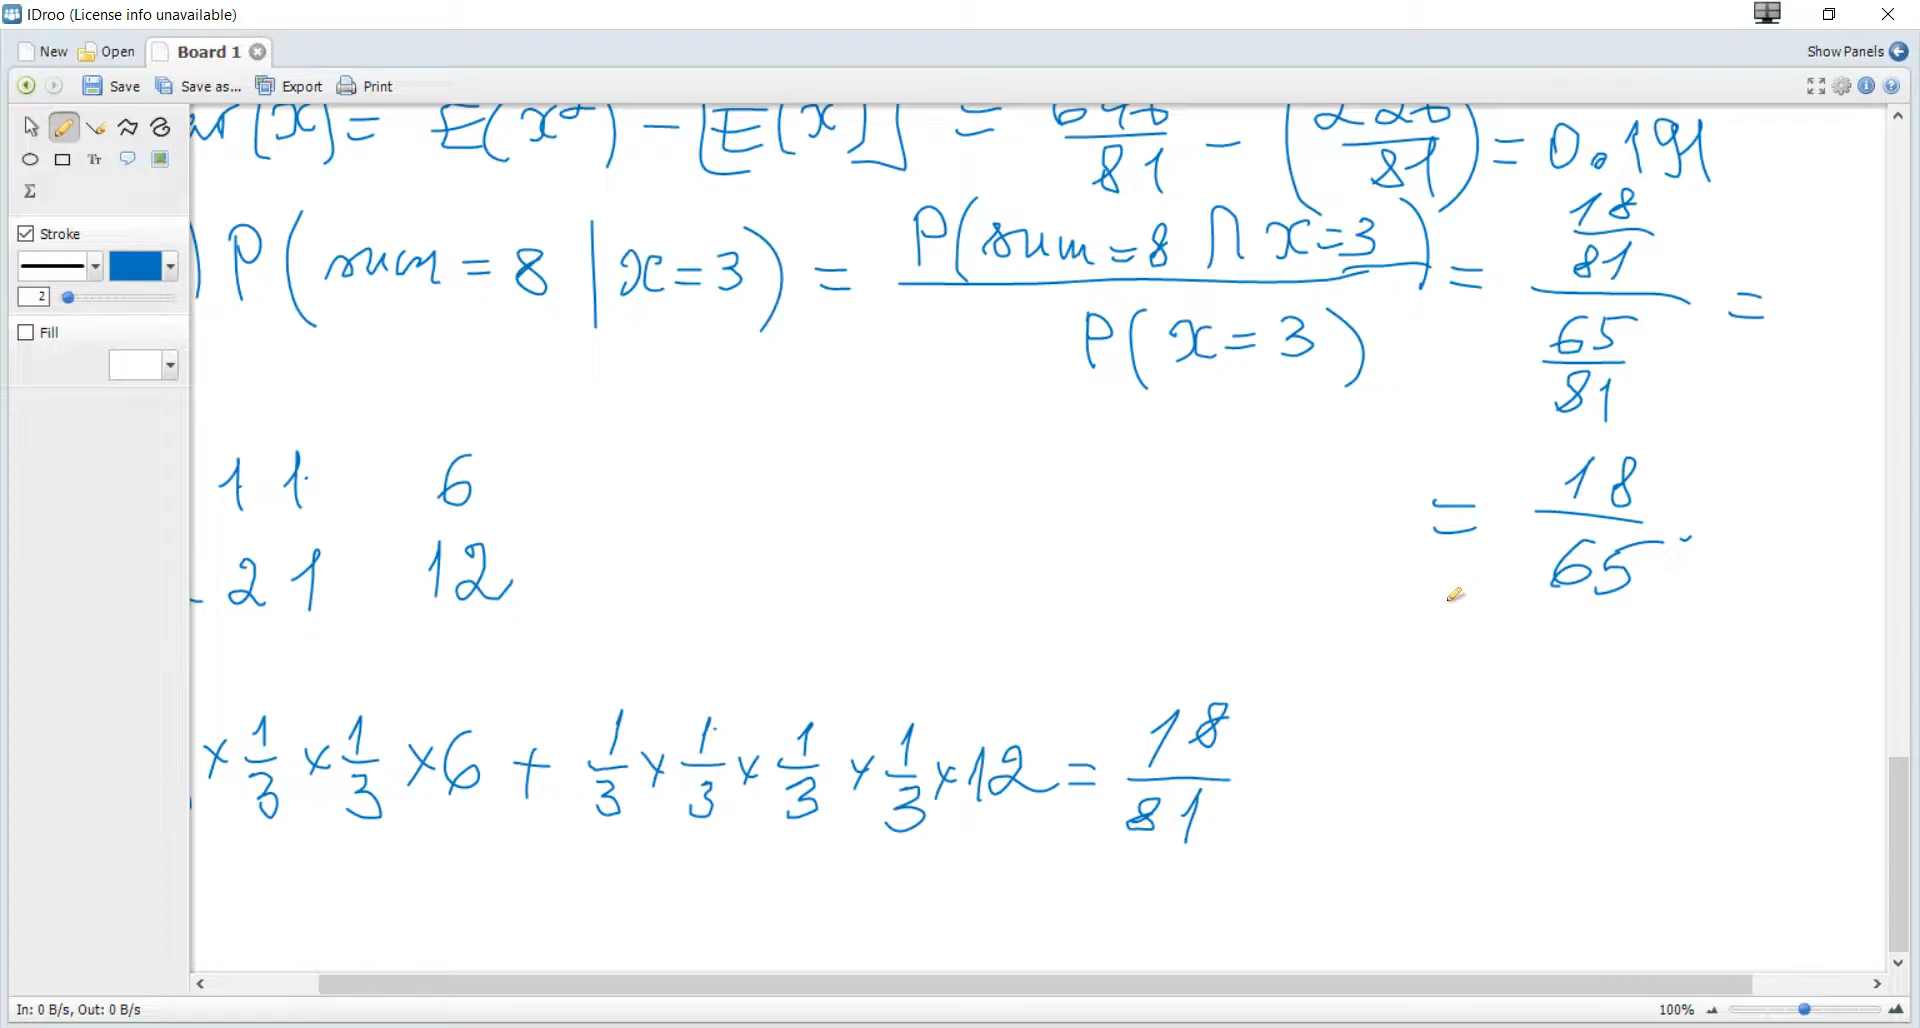 IDroo (License info unavailable)
New Open Board 1 Show Panels
Save Save as... Export Print
Stroke
2
Fill
[x] = E(x²) - [E(x)] = 81 - (228/81) = 0.191
P(sum = 8 | x = 3) = P(sum = 8 ∩ x = 3) / P(x = 3) = 18/81 / 65/81 =
1 1 6
= 18/65
2 1 12
× 1/3 × 1/3 × 6 + 1/3 × 1/3 × 1/3 × 1/3 × 12 = 18/81
In: 0 B/s, Out: 0 B/s 100%